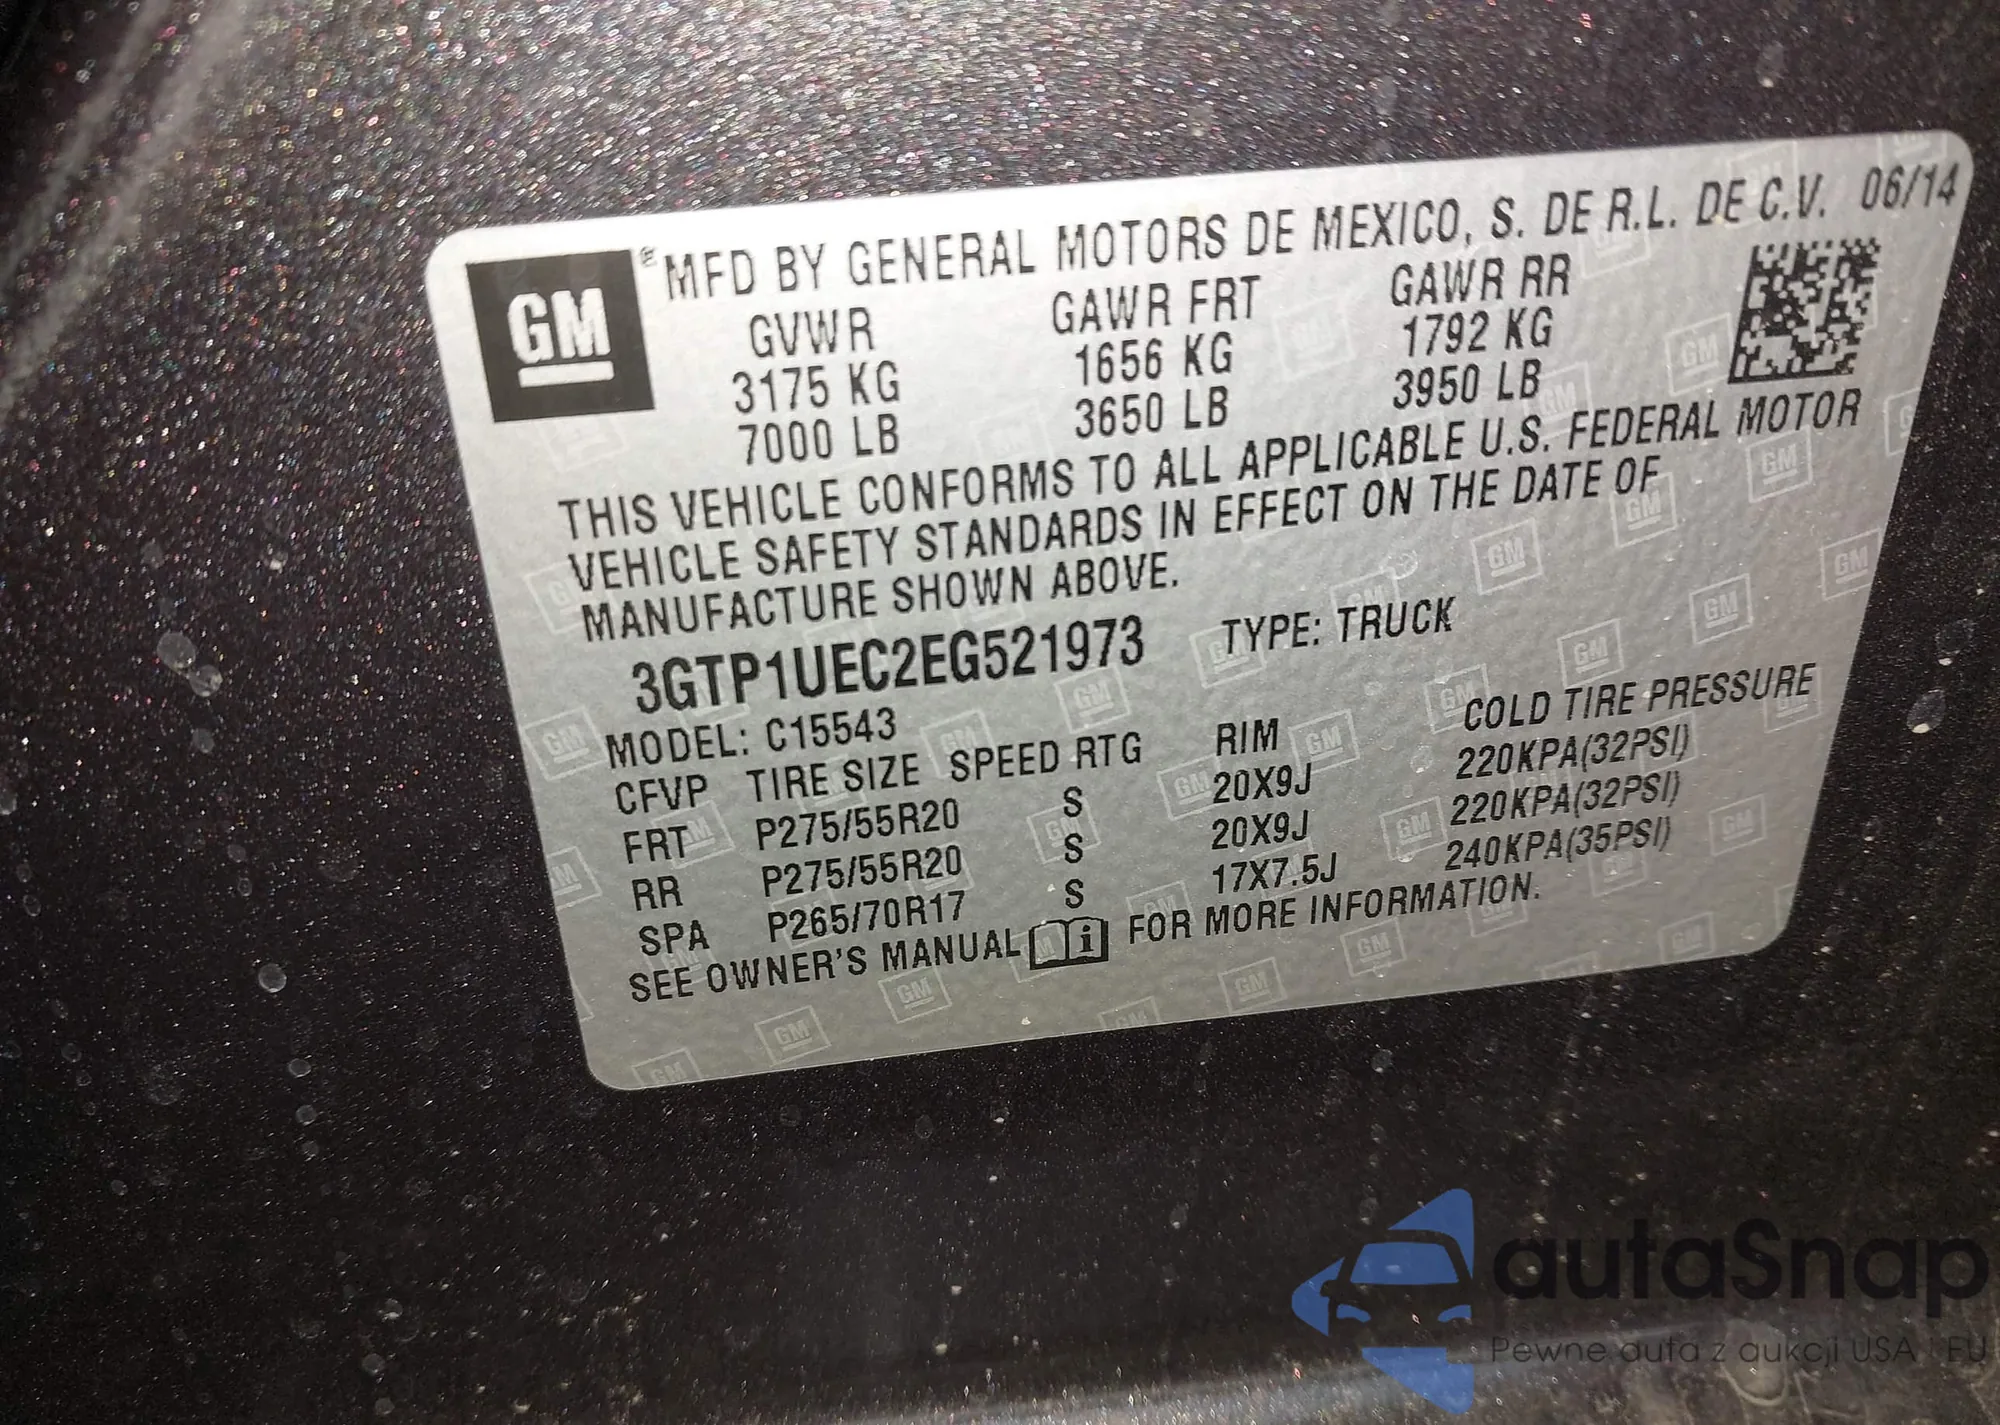 GM ® MFD BY GENERAL MOTORS DE MEXICO, S. DE R.L. DE C.V. 06/14
GVWR GAWR FRT GAWR RR
3175 KG 1656 KG 1792 KG
7000 LB 3650 LB 3950 LB
THIS VEHICLE CONFORMS TO ALL APPLICABLE U.S. FEDERAL MOTOR
VEHICLE SAFETY STANDARDS IN EFFECT ON THE DATE OF
MANUFACTURE SHOWN ABOVE.
3GTP1UEC2EG521973 TYPE: TRUCK
MODEL: C15543
CFVP TIRE SIZE SPEED RTG RIM COLD TIRE PRESSURE
FRT P275/55R20 S 20X9J 220KPA(32PSI)
RR P275/55R20 S 20X9J 220KPA(32PSI)
SPA P265/70R17 S 17X7.5J 240KPA(35PSI)
SEE OWNER'S MANUAL i FOR MORE INFORMATION.
autaSnap
Pewne auta z aukcji USA i EU